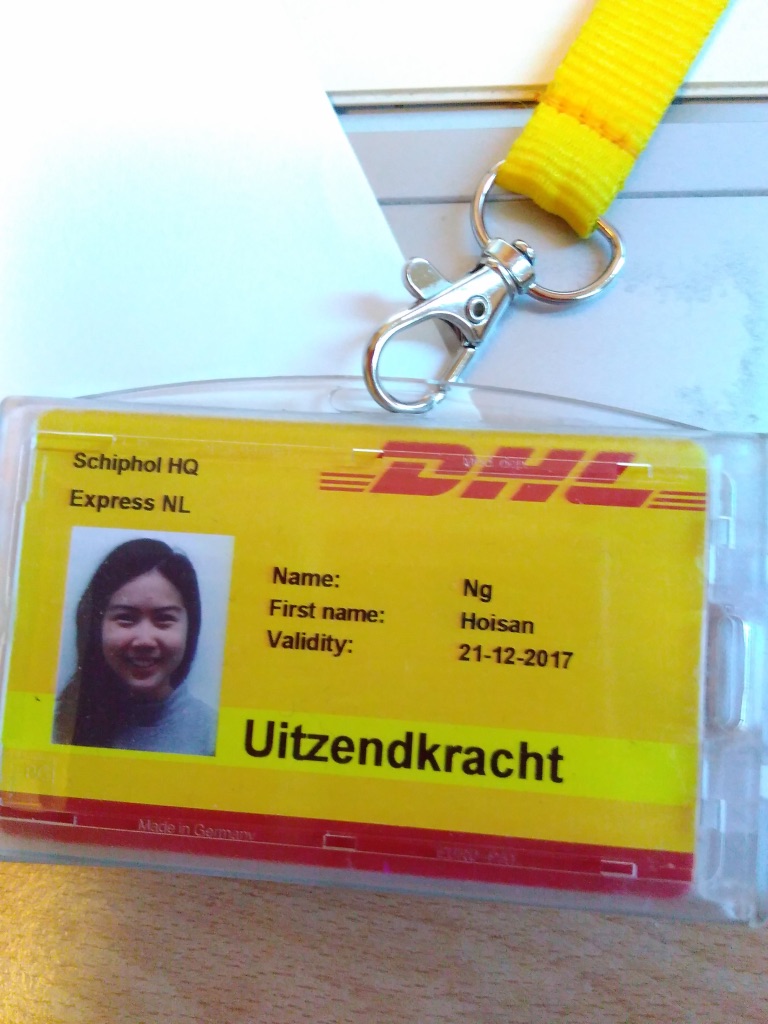 Schiphol HQ
DHL
Express NL
Name: Ng
First name: Hoisan
Validity: 21-12-2017
Uitzendkracht
Made in Germany